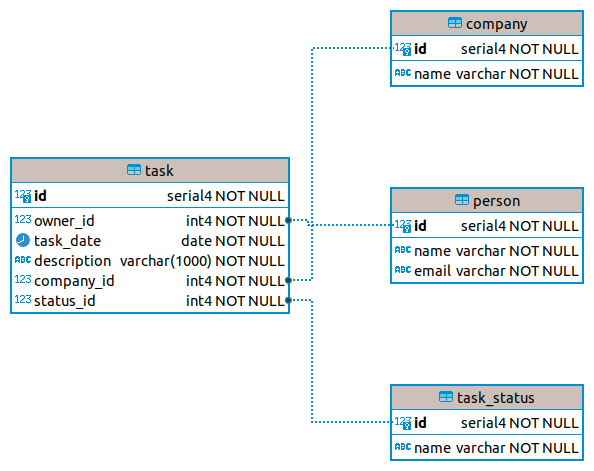 company
123 id serial4 NOT NULL
ABC name varchar NOT NULL
task
123 id serial4 NOT NULL
123 owner_id int4 NOT NULL
task_date date NOT NULL
ABC description varchar(1000) NOT NULL
123 company_id int4 NOT NULL
123 status_id int4 NOT NULL
person
123 id serial4 NOT NULL
ABC name varchar NOT NULL
ABC email varchar NOT NULL
task_status
123 id serial4 NOT NULL
ABC name varchar NOT NULL